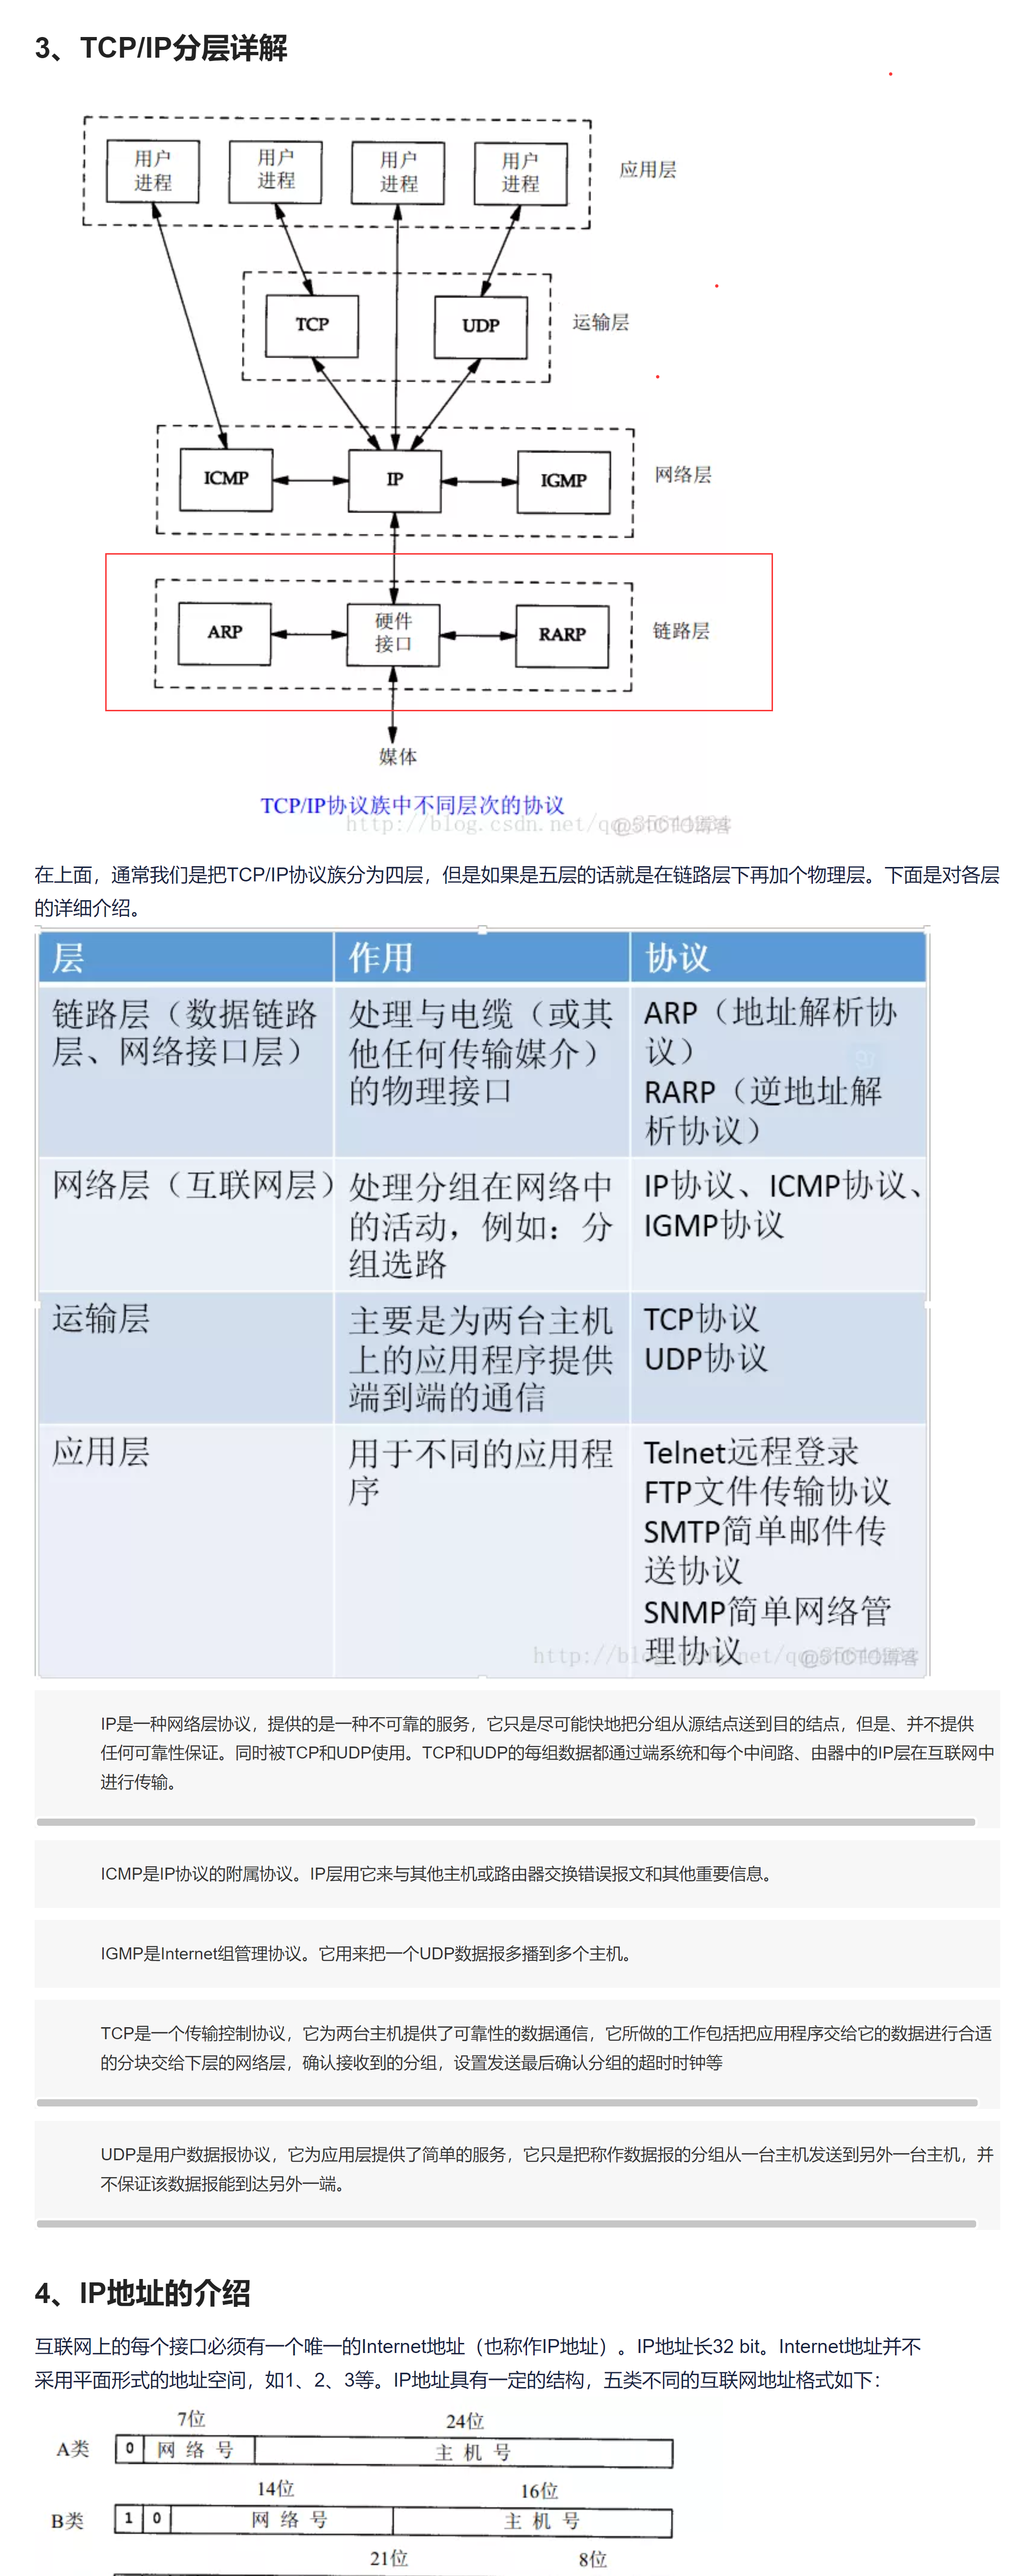 3、TCP/IP分层详解
用户 用户 用户 用户
进程 进程 进程 进程
应用层
TCP UDP 运输层
ICMP IP IGMP 网络层
硬件
ARP 接口 RARP 链路层
媒体
TCP/IP协议族中不同层次的协议
在上面，通常我们是把TCP/IP协议族分为四层，但是如果是五层的话就是在链路层下再加个物理层。下面是对各层
的详细介绍。
层 作用 协议
链路层（数据链路
层、网络接口层）
处理与电缆（或其
他任何传输媒介）
的物理接口
ARP（地址解析协
议）
RARP（逆地址解
析协议）
网络层（互联网层）
处理分组在网络中
的活动，例如：分
组选路
IP协议、ICMP协议、
IGMP协议
运输层
主要是为两台主机
上的应用程序提供
端到端的通信
TCP协议
UDP协议
应用层
用于不同的应用程
序
Telnet远程登录
FTP文件传输协议
SMTP简单邮件传
送协议
SNMP简单网络管
理协议
IP是一种网络层协议，提供的是一种不可靠的服务，它只是尽可能快地把分组从源结点送到目的结点，但是、并不提供
任何可靠性保证。同时被TCP和UDP使用。TCP和UDP的每组数据都通过端系统和每个中间路、由器中的IP层在互联网中
进行传输。
ICMP是IP协议的附属协议。IP层用它来与其他主机或路由器交换错误报文和其他重要信息。
IGMP是Internet组管理协议。它用来把一个UDP数据报多播到多个主机。
TCP是一个传输控制协议，它为两台主机提供了可靠性的数据通信，它所做的工作包括把应用程序交给它的数据进行合适
的分块交给下层的网络层，确认接收到的分组，设置发送最后确认分组的超时时钟等
UDP是用户数据报协议，它为应用层提供了简单的服务，它只是把称作数据报的分组从一台主机发送到另外一台主机，并
不保证该数据报能到达另外一端。
4、IP地址的介绍
互联网上的每个接口必须有一个唯一的Internet地址（也称作IP地址）。IP地址长32 bit。Internet地址并不
采用平面形式的地址空间，如1、2、3等。IP地址具有一定的结构，五类不同的互联网地址格式如下：
7位 24位
A类 0 网络号 主机号
14位 16位
B类 1 0 网络号 主机号
21位 8位